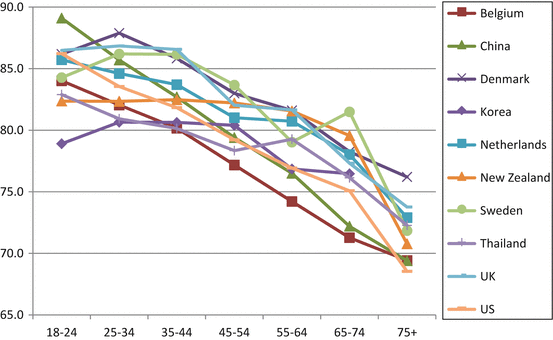 90.0
85.0
80.0
75.0
70.0
65.0
18-24 25-34 35-44 45-54 55-64 65-74 75+
Belgium
China
Denmark
Korea
Netherlands
New Zealand
Sweden
Thailand
UK
US